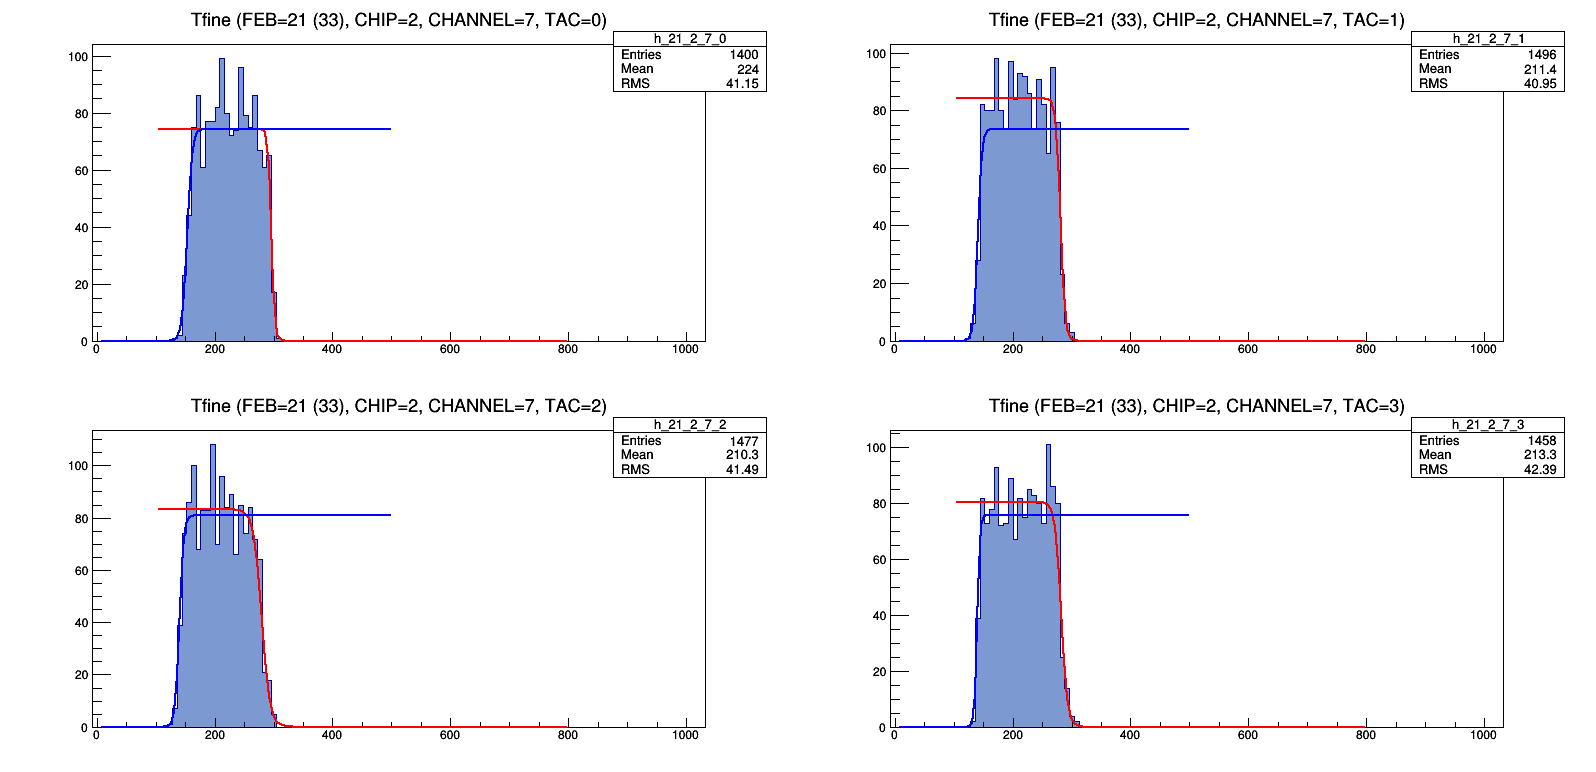 Tfine (FEB=21 (33), CHIP=2, CHANNEL=7, TAC=0)
h_21_2_7_0
Entries 1400
Mean 224
RMS 41.15
100
80
60
40
20
0
0 200 400 600 800 1000
Tfine (FEB=21 (33), CHIP=2, CHANNEL=7, TAC=1)
h_21_2_7_1
Entries 1496
Mean 211.4
RMS 40.95
100
80
60
40
20
0
0 200 400 600 800 1000
Tfine (FEB=21 (33), CHIP=2, CHANNEL=7, TAC=2)
h_21_2_7_2
Entries 1477
Mean 210.3
RMS 41.49
100
80
60
40
20
0
0 200 400 600 800 1000
Tfine (FEB=21 (33), CHIP=2, CHANNEL=7, TAC=3)
h_21_2_7_3
Entries 1458
Mean 213.3
RMS 42.39
100
80
60
40
20
0
0 200 400 600 800 1000